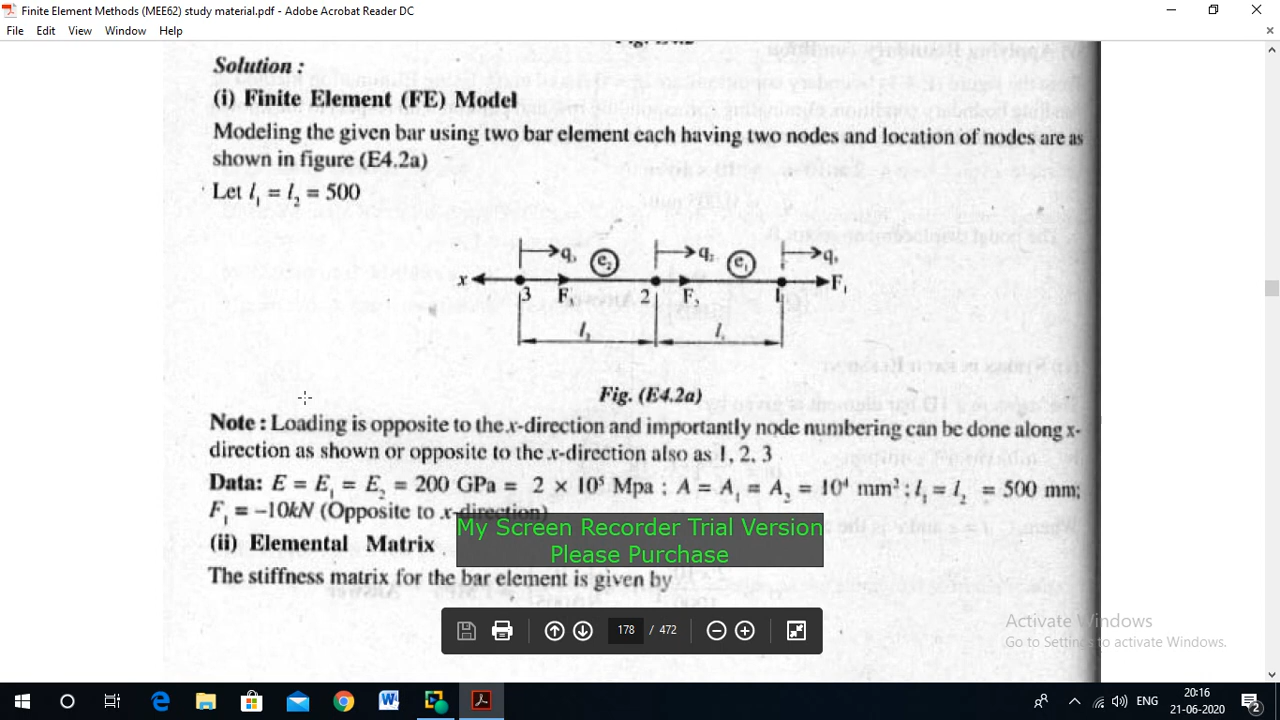 Finite Element Methods (MEE62) study material.pdf - Adobe Acrobat Reader DC
File Edit View Window Help
Solution :
(i) Finite Element (FE) Model
Modeling the given bar using two bar element each having two nodes and location of nodes are as
shown in figure (E4.2a)
Let l₁ = l₂ = 500
q₃ e₂ q₂ e₁ q₁
x 3 F₃ 2 F₂ 1 F₁
l₂ l₁
Fig. (E4.2a)
Note : Loading is opposite to the x-direction and importantly node numbering can be done along x-
direction as shown or opposite to the x-direction also as 1, 2, 3
Data: E = E₁ = E₂ = 200 GPa = 2 × 10⁵ Mpa ; A = A₁ = A₂ = 10⁴ mm² ; l₁ = l₂ = 500 mm;
F₁ = –10kN (Opposite to x-direction)
My Screen Recorder Trial Version
Please Purchase
(ii) Elemental Matrix
The stiffness matrix for the bar element is given by
178 / 472
Activate Windows
Go to Settings to activate Windows.
ENG
20:16
21-06-2020
2